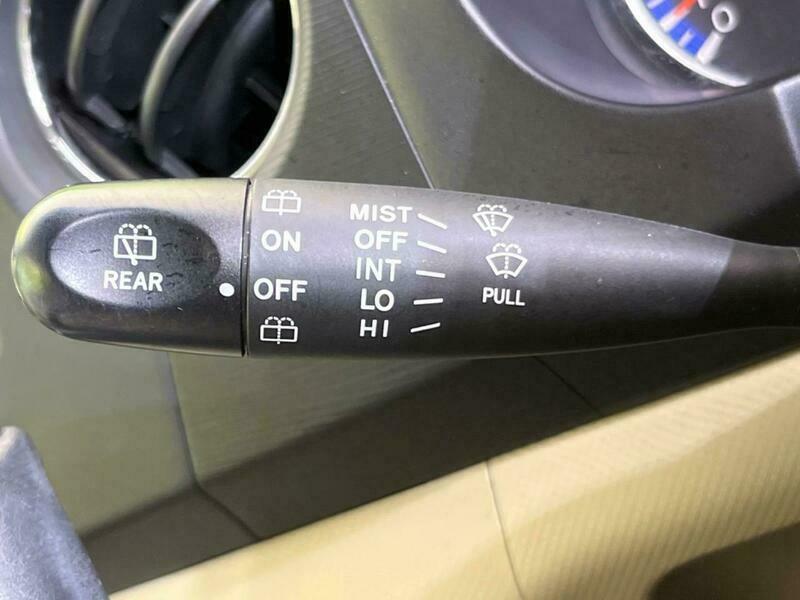 REAR
ON
OFF
MIST
OFF
INT
LO
HI
PULL